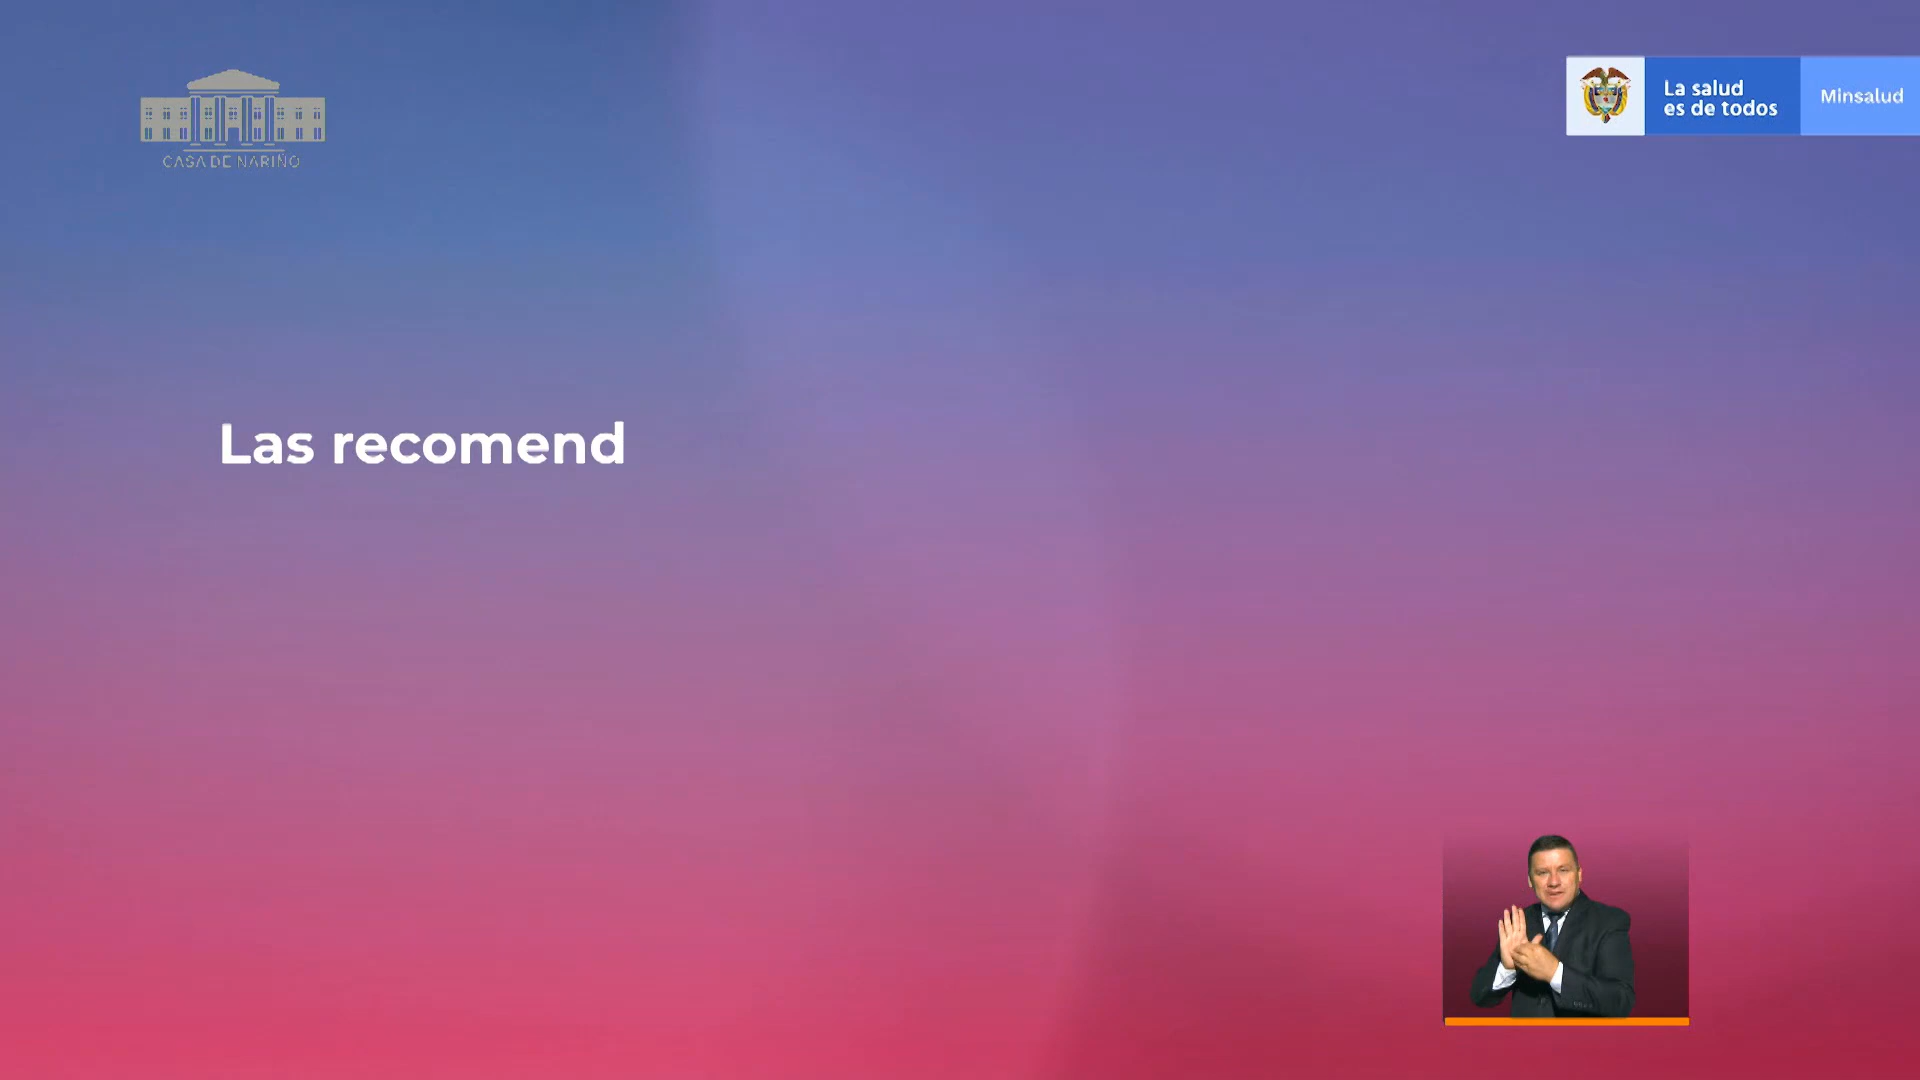 CASA DE NARIÑO
La salud
es de todos
Minsalud
Las recomend